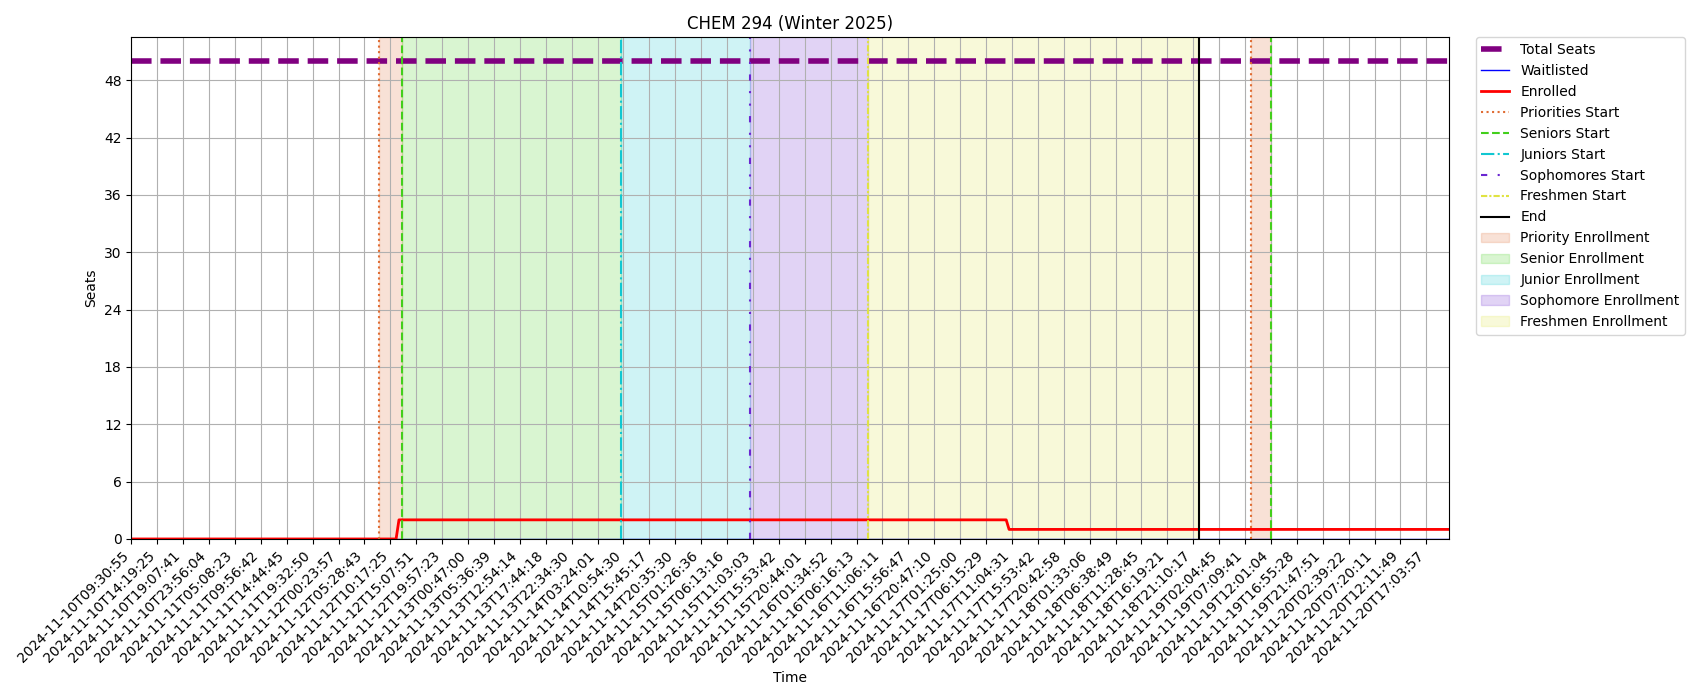 CHEM 294 (Winter 2025)
Seats
48
42
36
30
24
18
12
6
0
2024-11-10T09:30:55
2024-11-10T14:19:25
2024-11-10T19:07:41
2024-11-10T23:56:04
2024-11-11T05:08:23
2024-11-11T09:56:42
2024-11-11T14:44:45
2024-11-11T19:32:50
2024-11-12T00:23:57
2024-11-12T05:28:43
2024-11-12T10:17:25
2024-11-12T15:07:51
2024-11-12T19:57:23
2024-11-13T00:47:00
2024-11-13T05:36:39
2024-11-13T12:54:14
2024-11-13T17:44:18
2024-11-13T22:34:30
2024-11-14T03:24:01
2024-11-14T10:54:30
2024-11-14T15:45:17
2024-11-14T20:35:30
2024-11-15T01:26:36
2024-11-15T06:13:16
2024-11-15T11:03:03
2024-11-15T15:53:42
2024-11-15T20:44:01
2024-11-16T01:34:52
2024-11-16T06:16:13
2024-11-16T11:06:11
2024-11-16T15:56:47
2024-11-16T20:47:10
2024-11-17T01:25:00
2024-11-17T06:15:29
2024-11-17T11:04:31
2024-11-17T15:53:42
2024-11-17T20:42:58
2024-11-18T01:33:06
2024-11-18T06:38:49
2024-11-18T11:28:45
2024-11-18T16:19:21
2024-11-18T21:10:17
2024-11-19T02:04:45
2024-11-19T07:09:41
2024-11-19T12:01:04
2024-11-19T16:55:28
2024-11-19T21:47:51
2024-11-20T02:39:22
2024-11-20T07:20:11
2024-11-20T12:11:49
2024-11-20T17:03:57
Time
Total Seats
Waitlisted
Enrolled
Priorities Start
Seniors Start
Juniors Start
Sophomores Start
Freshmen Start
End
Priority Enrollment
Senior Enrollment
Junior Enrollment
Sophomore Enrollment
Freshmen Enrollment